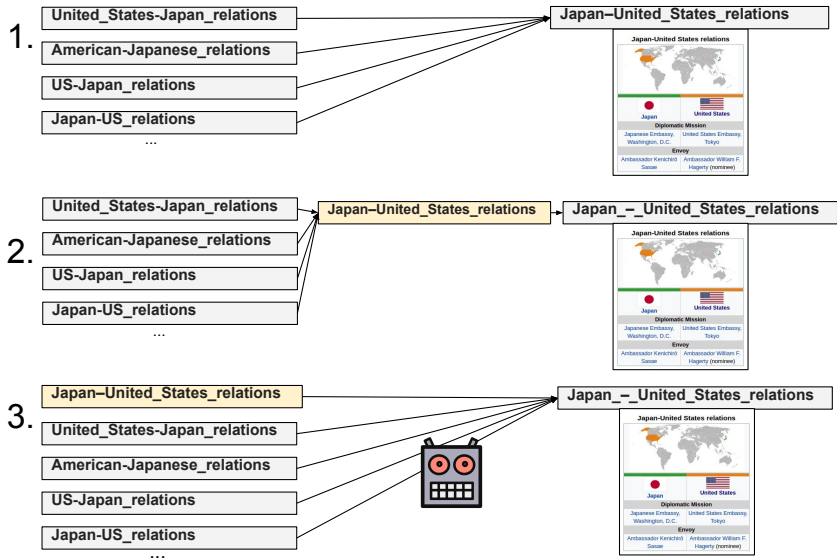 1.
United_States-Japan_relations
American-Japanese_relations
US-Japan_relations
Japan-US_relations
...
Japan–United_States_relations
Japan-United States relations
Japan
United States
Diplomatic Mission
Japanese Embassy, Washington, D.C.
United States Embassy, Tokyo
Envoy
Ambassador Kenichirō Sasae
Ambassador William F. Hagerty (nominee)
2.
United_States-Japan_relations
American-Japanese_relations
US-Japan_relations
Japan-US_relations
...
Japan–United_States_relations
Japan_–_United_States_relations
Japan-United States relations
Japan
United States
Diplomatic Mission
Japanese Embassy, Washington, D.C.
United States Embassy, Tokyo
Envoy
Ambassador Kenichirō Sasae
Ambassador William F. Hagerty (nominee)
3.
Japan–United_States_relations
United_States-Japan_relations
American-Japanese_relations
US-Japan_relations
Japan-US_relations
...
Japan_–_United_States_relations
Japan-United States relations
Japan
United States
Diplomatic Mission
Japanese Embassy, Washington, D.C.
United States Embassy, Tokyo
Envoy
Ambassador Kenichirō Sasae
Ambassador William F. Hagerty (nominee)